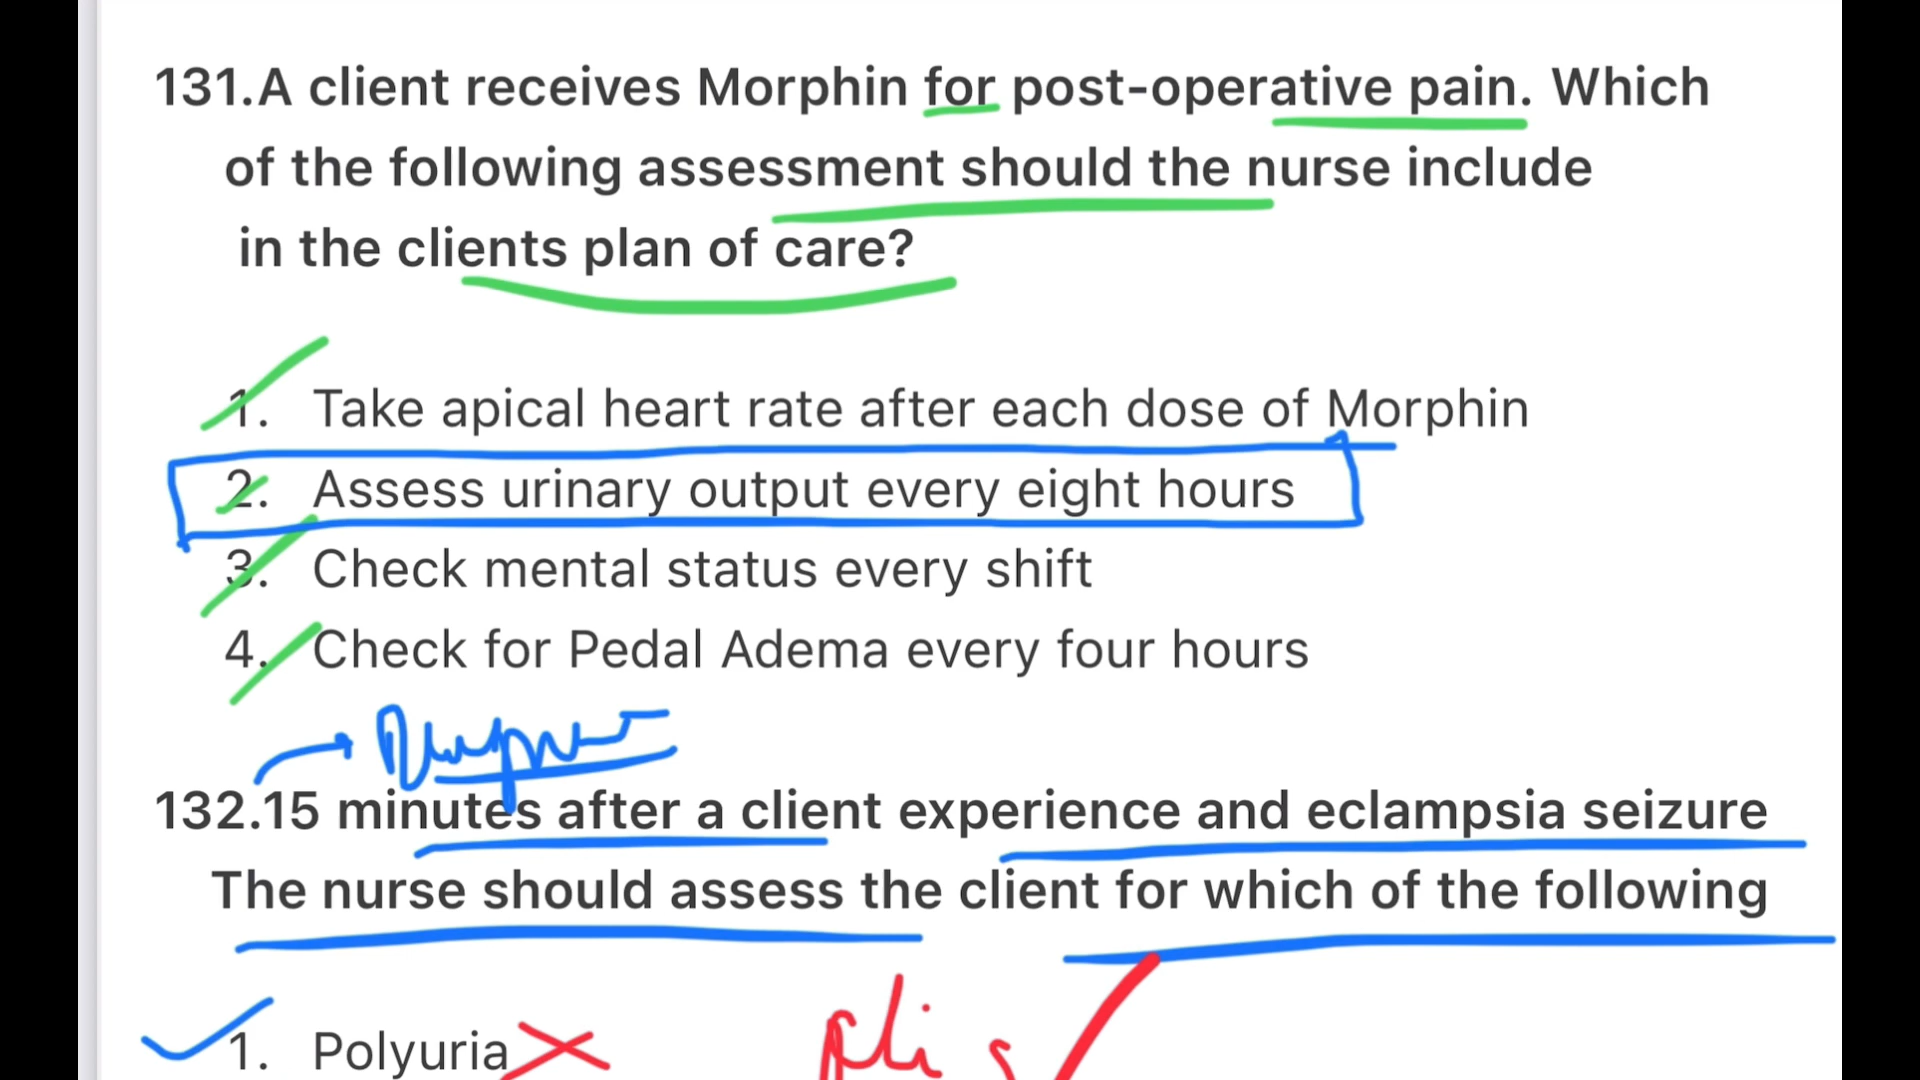 131.A client receives Morphin for post-operative pain. Which
of the following assessment should the nurse include
in the clients plan of care?
1. Take apical heart rate after each dose of Morphin
2. Assess urinary output every eight hours
3. Check mental status every shift
4. Check for Pedal Adema every four hours
132.15 minutes after a client experience and eclampsia seizure
The nurse should assess the client for which of the following
1. Polyuria